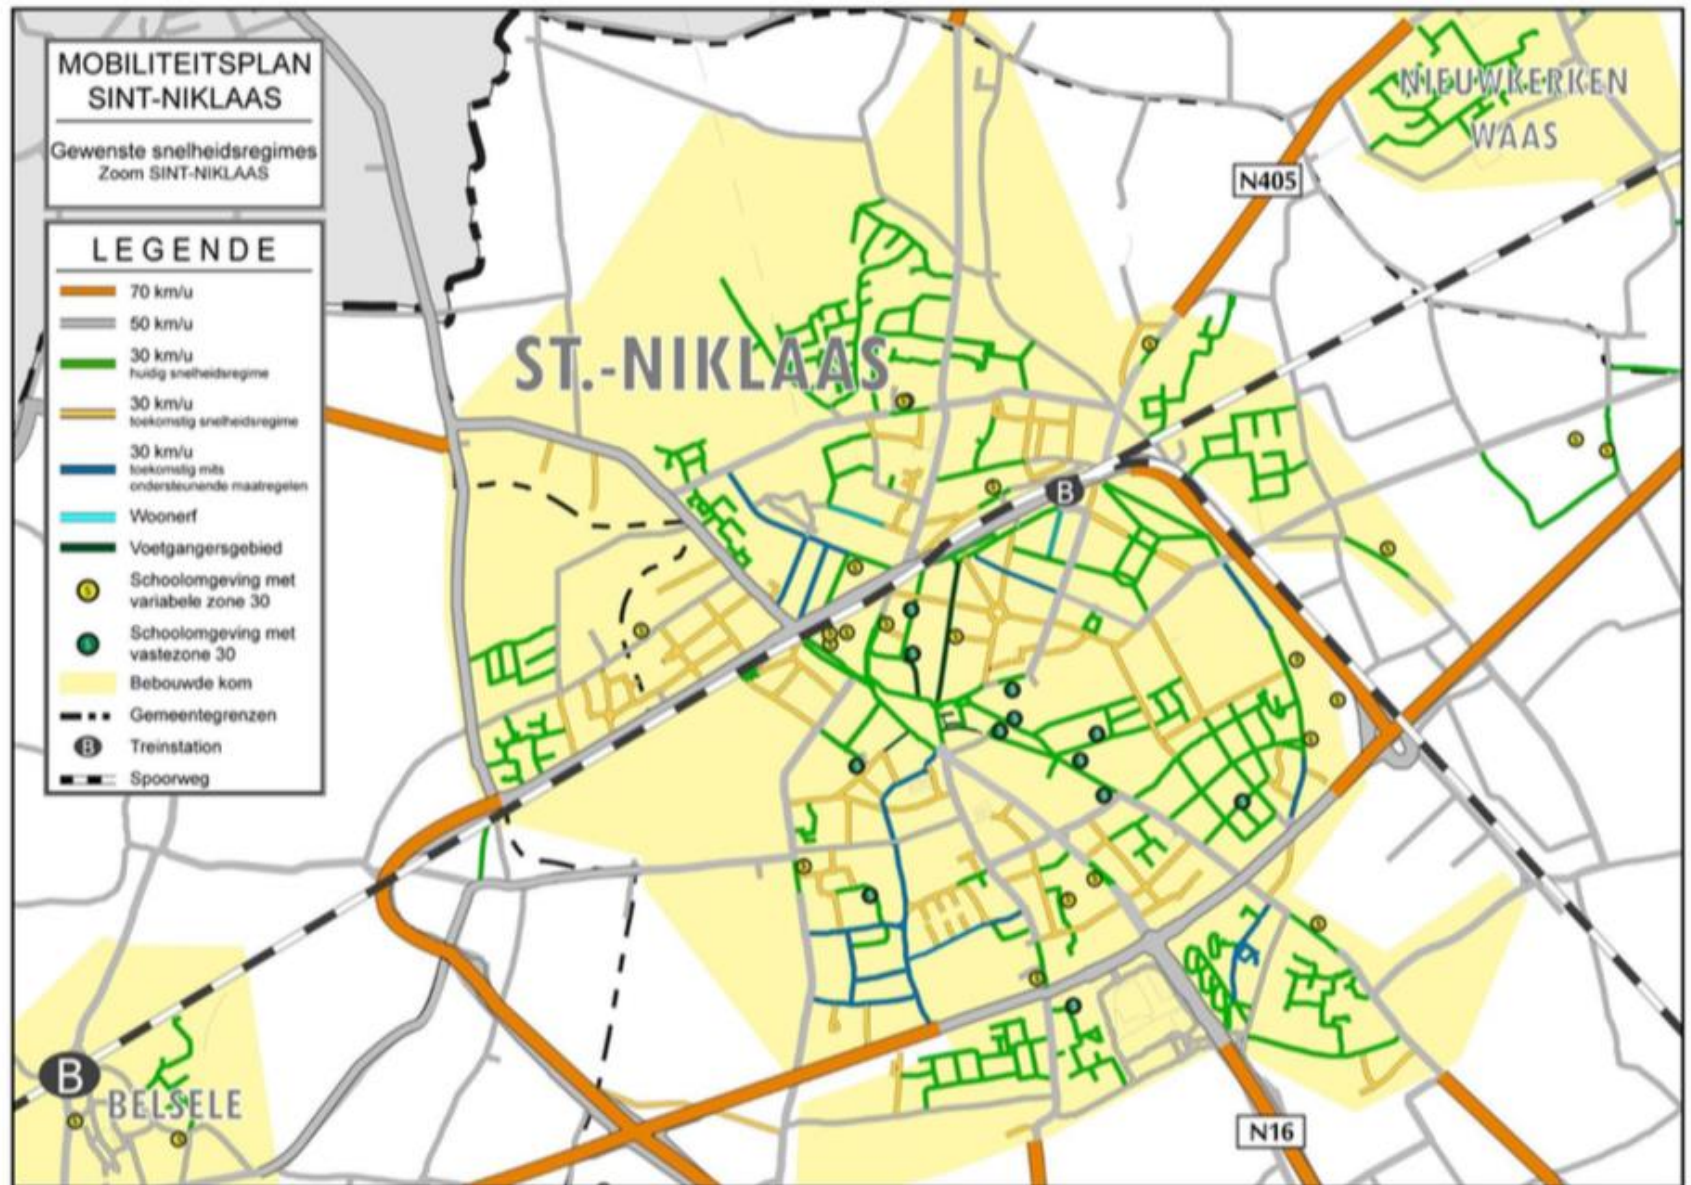 MOBILITEITSPLAN
SINT-NIKLAAS
Gewenste snelheidsregimes
Zoom SINT-NIKLAAS
LEGENDE
70 km/u
50 km/u
30 km/u
huidig snelheidsregime
30 km/u
toekomstig snelheidsregime
30 km/u
toekomstig mits
ondersteunende maatregelen
Woonerf
Voetgangersgebied
Schoolomgeving met
variabele zone 30
Schoolomgeving met
vastezone 30
Bebouwde kom
Gemeentegrenzen
B Treinstation
Spoorweg
NIEUWKERKEN
WAAS
N405
ST.-NIKLAAS
B
B
BELSELE
N16